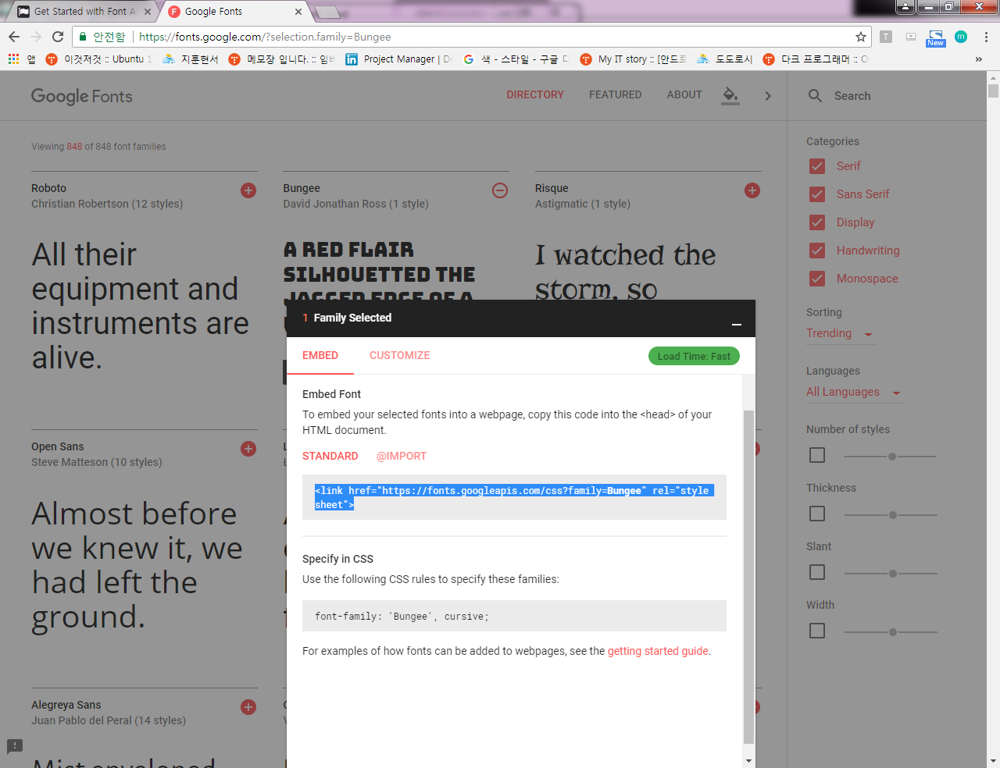 Get Started with Font A
Google Fonts
안전함
https://fonts.google.com/?selection.family=Bungee
T
m
New
앱
이것저것 :: Ubuntu 1
지훈현서
메모장 입니다. :: 임베
Project Manager | De
색 - 스타일 - 구글 디
My IT story :: [안드로
도도로시
다크 프로그래머 ::
Google Fonts
DIRECTORY
FEATURED
ABOUT
Search
Viewing 848 of 848 font families
Categories
Serif
Sans Serif
Display
Handwriting
Monospace
Sorting
Trending
Languages
All Languages
Number of styles
Thickness
Slant
Width
Roboto
Christian Robertson (12 styles)
All their
equipment and
instruments are
alive.
Bungee
David Jonathan Ross (1 style)
A RED FLAIR
SILHOUETTED THE
JAGGED EDGE OF A
Risque
Astigmatic (1 style)
I watched the
storm, so
1 Family Selected
EMBED
CUSTOMIZE
Load Time: Fast
Embed Font
To embed your selected fonts into a webpage, copy this code into the <head> of your
HTML document.
STANDARD
@IMPORT
<link href="https://fonts.googleapis.com/css?family=Bungee" rel="style
sheet">
Specify in CSS
Use the following CSS rules to specify these families:
font-family: 'Bungee', cursive;
For examples of how fonts can be added to webpages, see the getting started guide.
Open Sans
Steve Matteson (10 styles)
Almost before
we knew it, we
had left the
ground.
Alegreya Sans
Juan Pablo del Peral (14 styles)
Mist enveloped